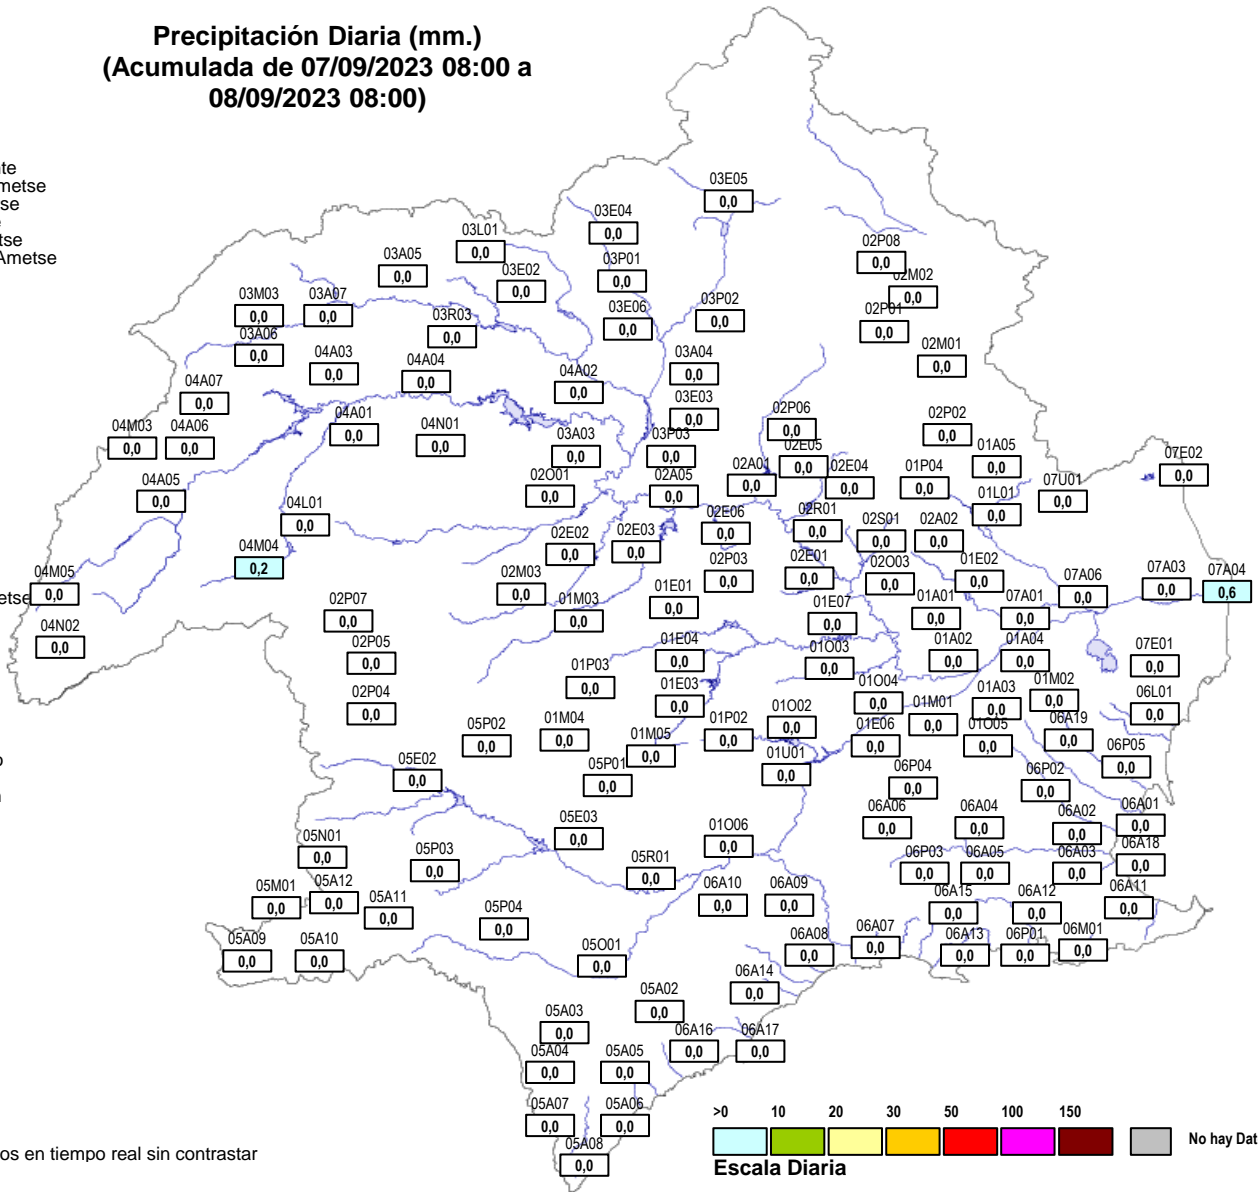 Precipitación Diaria (mm.)
(Acumulada de 07/09/2023 08:00 a
08/09/2023 08:00)
03E05
0,0
03E04
0,0
03L01
0,0
03A05
0,0
03E02
0,0
03P01
0,0
02P08
0,0
02M02
0,0
03M03
0,0
03A07
0,0
03R03
0,0
03E06
0,0
03P02
0,0
02P01
0,0
03A06
0,0
04A03
0,0
04A04
0,0
04A02
0,0
03A04
0,0
02M01
0,0
04A07
0,0
03E03
0,0
04M03
0,0
04A06
0,0
04A01
0,0
04N01
0,0
03A03
0,0
03P03
0,0
02P06
0,0
02E05
0,0
02P02
0,0
01A05
0,0
07E02
0,0
04A05
0,0
02O01
0,0
02A05
0,0
02A01
0,0
02E04
0,0
01P04
0,0
01L01
0,0
07U01
0,0
04L01
0,0
02E02
0,0
02E03
0,0
02E06
0,0
02R01
0,0
02S01
0,0
02A02
0,0
04M04
0,2
04M05
0,0
02M03
0,0
02P03
0,0
02E01
0,0
02O03
0,0
01E02
0,0
07A06
0,0
07A03
0,0
07A04
0,6
04N02
0,0
02P07
0,0
01M03
0,0
01E01
0,0
01E07
0,0
01A01
0,0
07A01
0,0
02P05
0,0
01E04
0,0
01O03
0,0
01A02
0,0
01A04
0,0
07E01
0,0
02P04
0,0
01P03
0,0
01E03
0,0
01O04
0,0
01M01
0,0
01A03
0,0
01M02
0,0
06L01
0,0
05P02
0,0
01M04
0,0
01M05
0,0
01P02
0,0
01O02
0,0
01E06
0,0
01O05
0,0
06A19
0,0
06P05
0,0
05E02
0,0
05P01
0,0
01U01
0,0
06P04
0,0
06P02
0,0
05E03
0,0
01O06
0,0
06A06
0,0
06A04
0,0
06A02
0,0
06A01
0,0
05N01
0,0
05P03
0,0
05R01
0,0
06P03
0,0
06A05
0,0
06A03
0,0
06A18
0,0
05M01
0,0
05A12
0,0
05A11
0,0
05P04
0,0
06A10
0,0
06A09
0,0
06A15
0,0
06A12
0,0
06A11
0,0
05A09
0,0
05A10
0,0
05O01
0,0
06A08
0,0
06A07
0,0
06A13
0,0
06P01
0,0
06M01
0,0
05A03
0,0
05A02
0,0
06A14
0,0
05A04
0,0
05A05
0,0
06A16
0,0
06A17
0,0
05A07
0,0
05A06
0,0
05A08
0,0
te
metse
se
e
tse
Ametse
etse
o
n
os en tiempo real sin contrastar
>0 10 20 30 50 100 150
No hay Dat
Escala Diaria